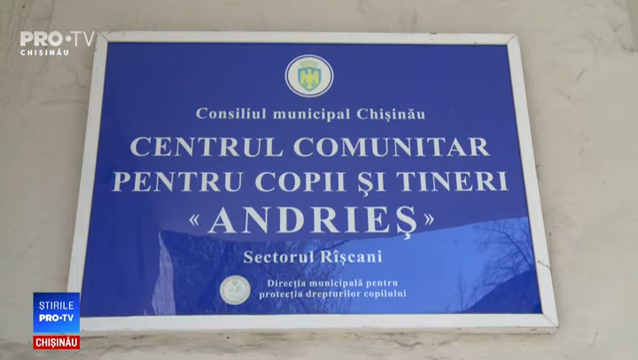 PRO•TV
CHIȘINĂU
Consiliul municipal Chişinău
CENTRUL COMUNITAR
PENTRU COPII ŞI TINERI
« ANDRIEŞ »
Sectorul Rîşcani
Direcţia municipală pentru
protecţia drepturilor copilului
ȘTIRILE
PRO•TV
CHIȘINĂU